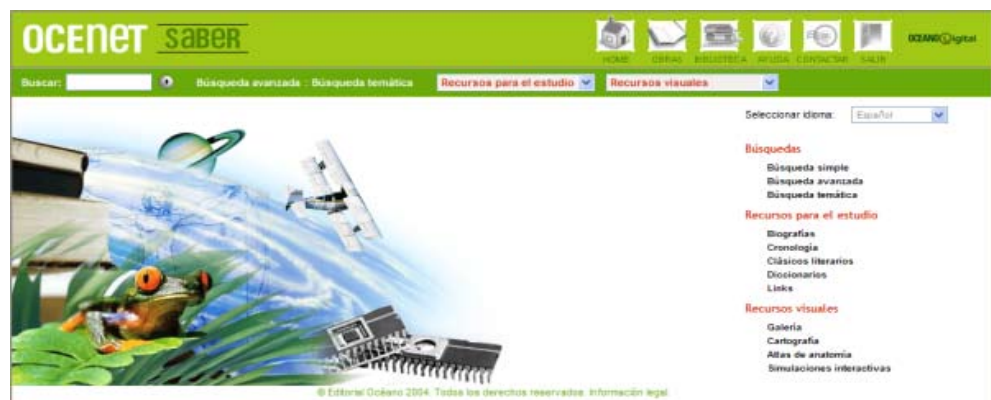 OCENET SABER
HOME OBRAS BIBLIOTECA AYUDA CONTACTAR SALIR
OCEANO Digital
Buscar: Búsqueda avanzada : Búsqueda temática Recursos para el estudio Recursos visuales
Seleccionar idioma: Español
Búsquedas
Búsqueda simple
Búsqueda avanzada
Búsqueda temática
Recursos para el estudio
Biografías
Cronología
Clásicos literarios
Diccionarios
Links
Recursos visuales
Galería
Cartografía
Atlas de anatomía
Simulaciones interactivas
© Editorial Océano 2004. Todos los derechos reservados. Información legal.